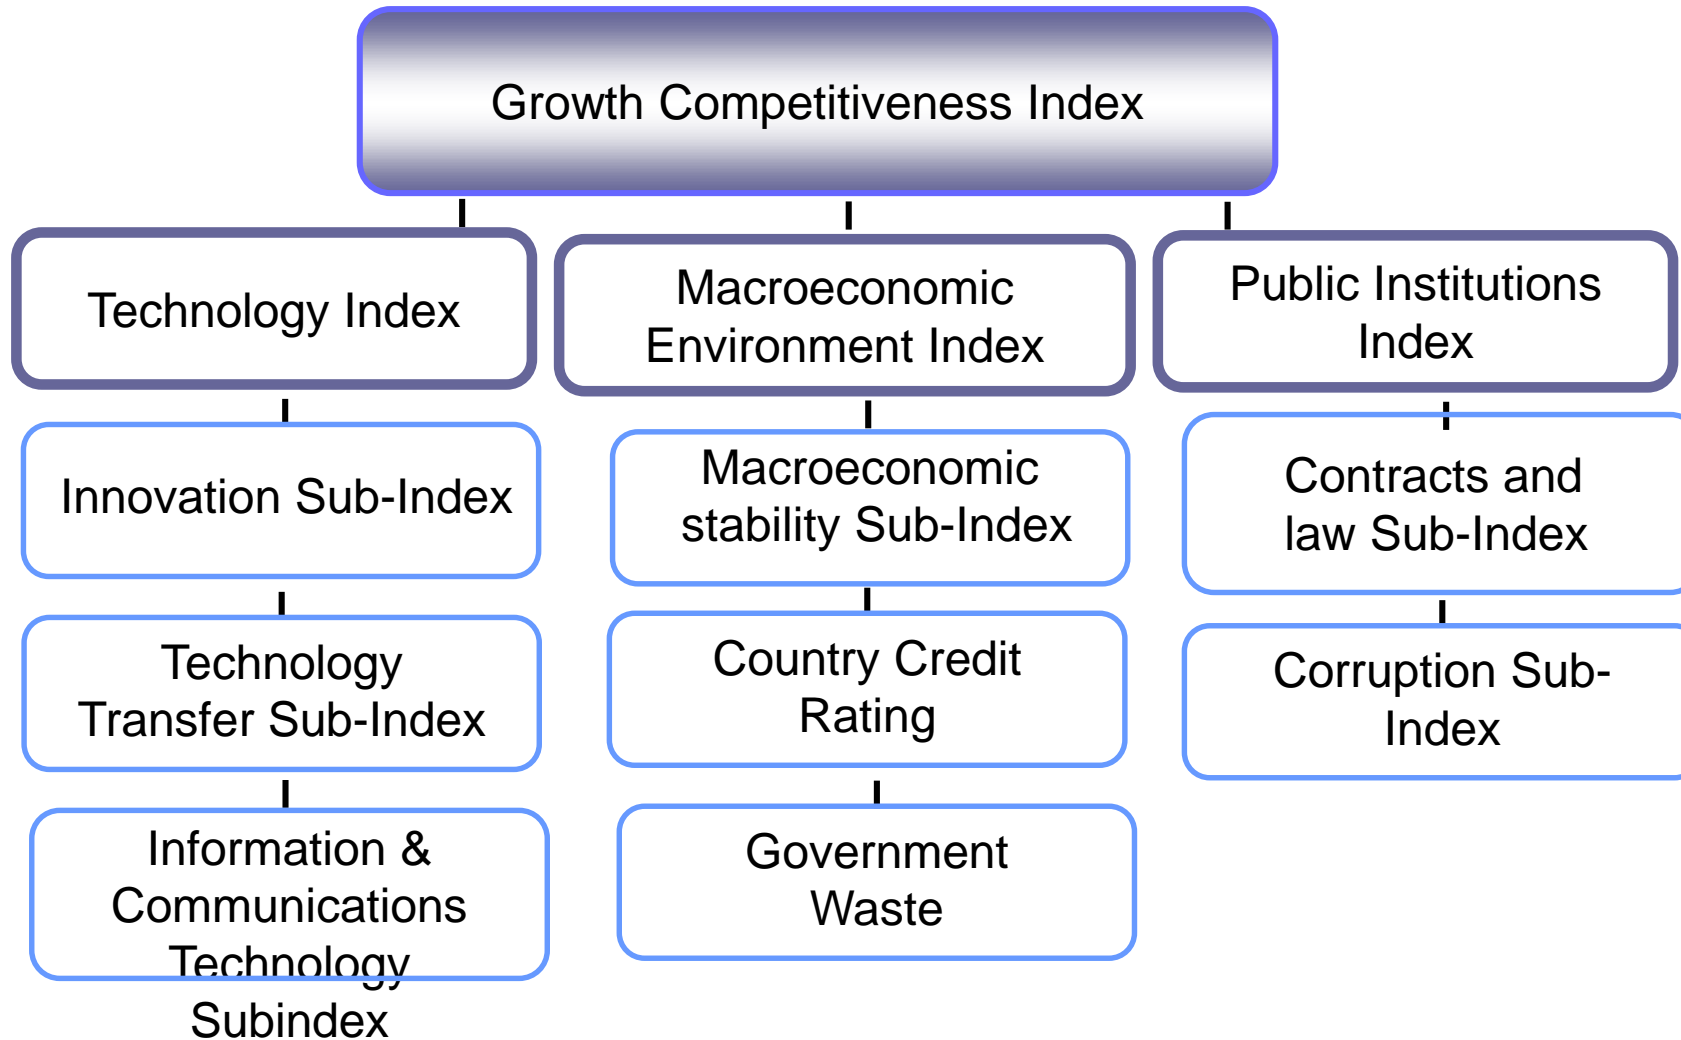 Growth Competitiveness Index
Technology Index
Macroeconomic
Environment Index
Public Institutions
Index
Innovation Sub-Index
Macroeconomic
stability Sub-Index
Contracts and
law Sub-Index
Technology
Transfer Sub-Index
Country Credit
Rating
Corruption Sub-
Index
Information &
Communications
Technology
Subindex
Government
Waste